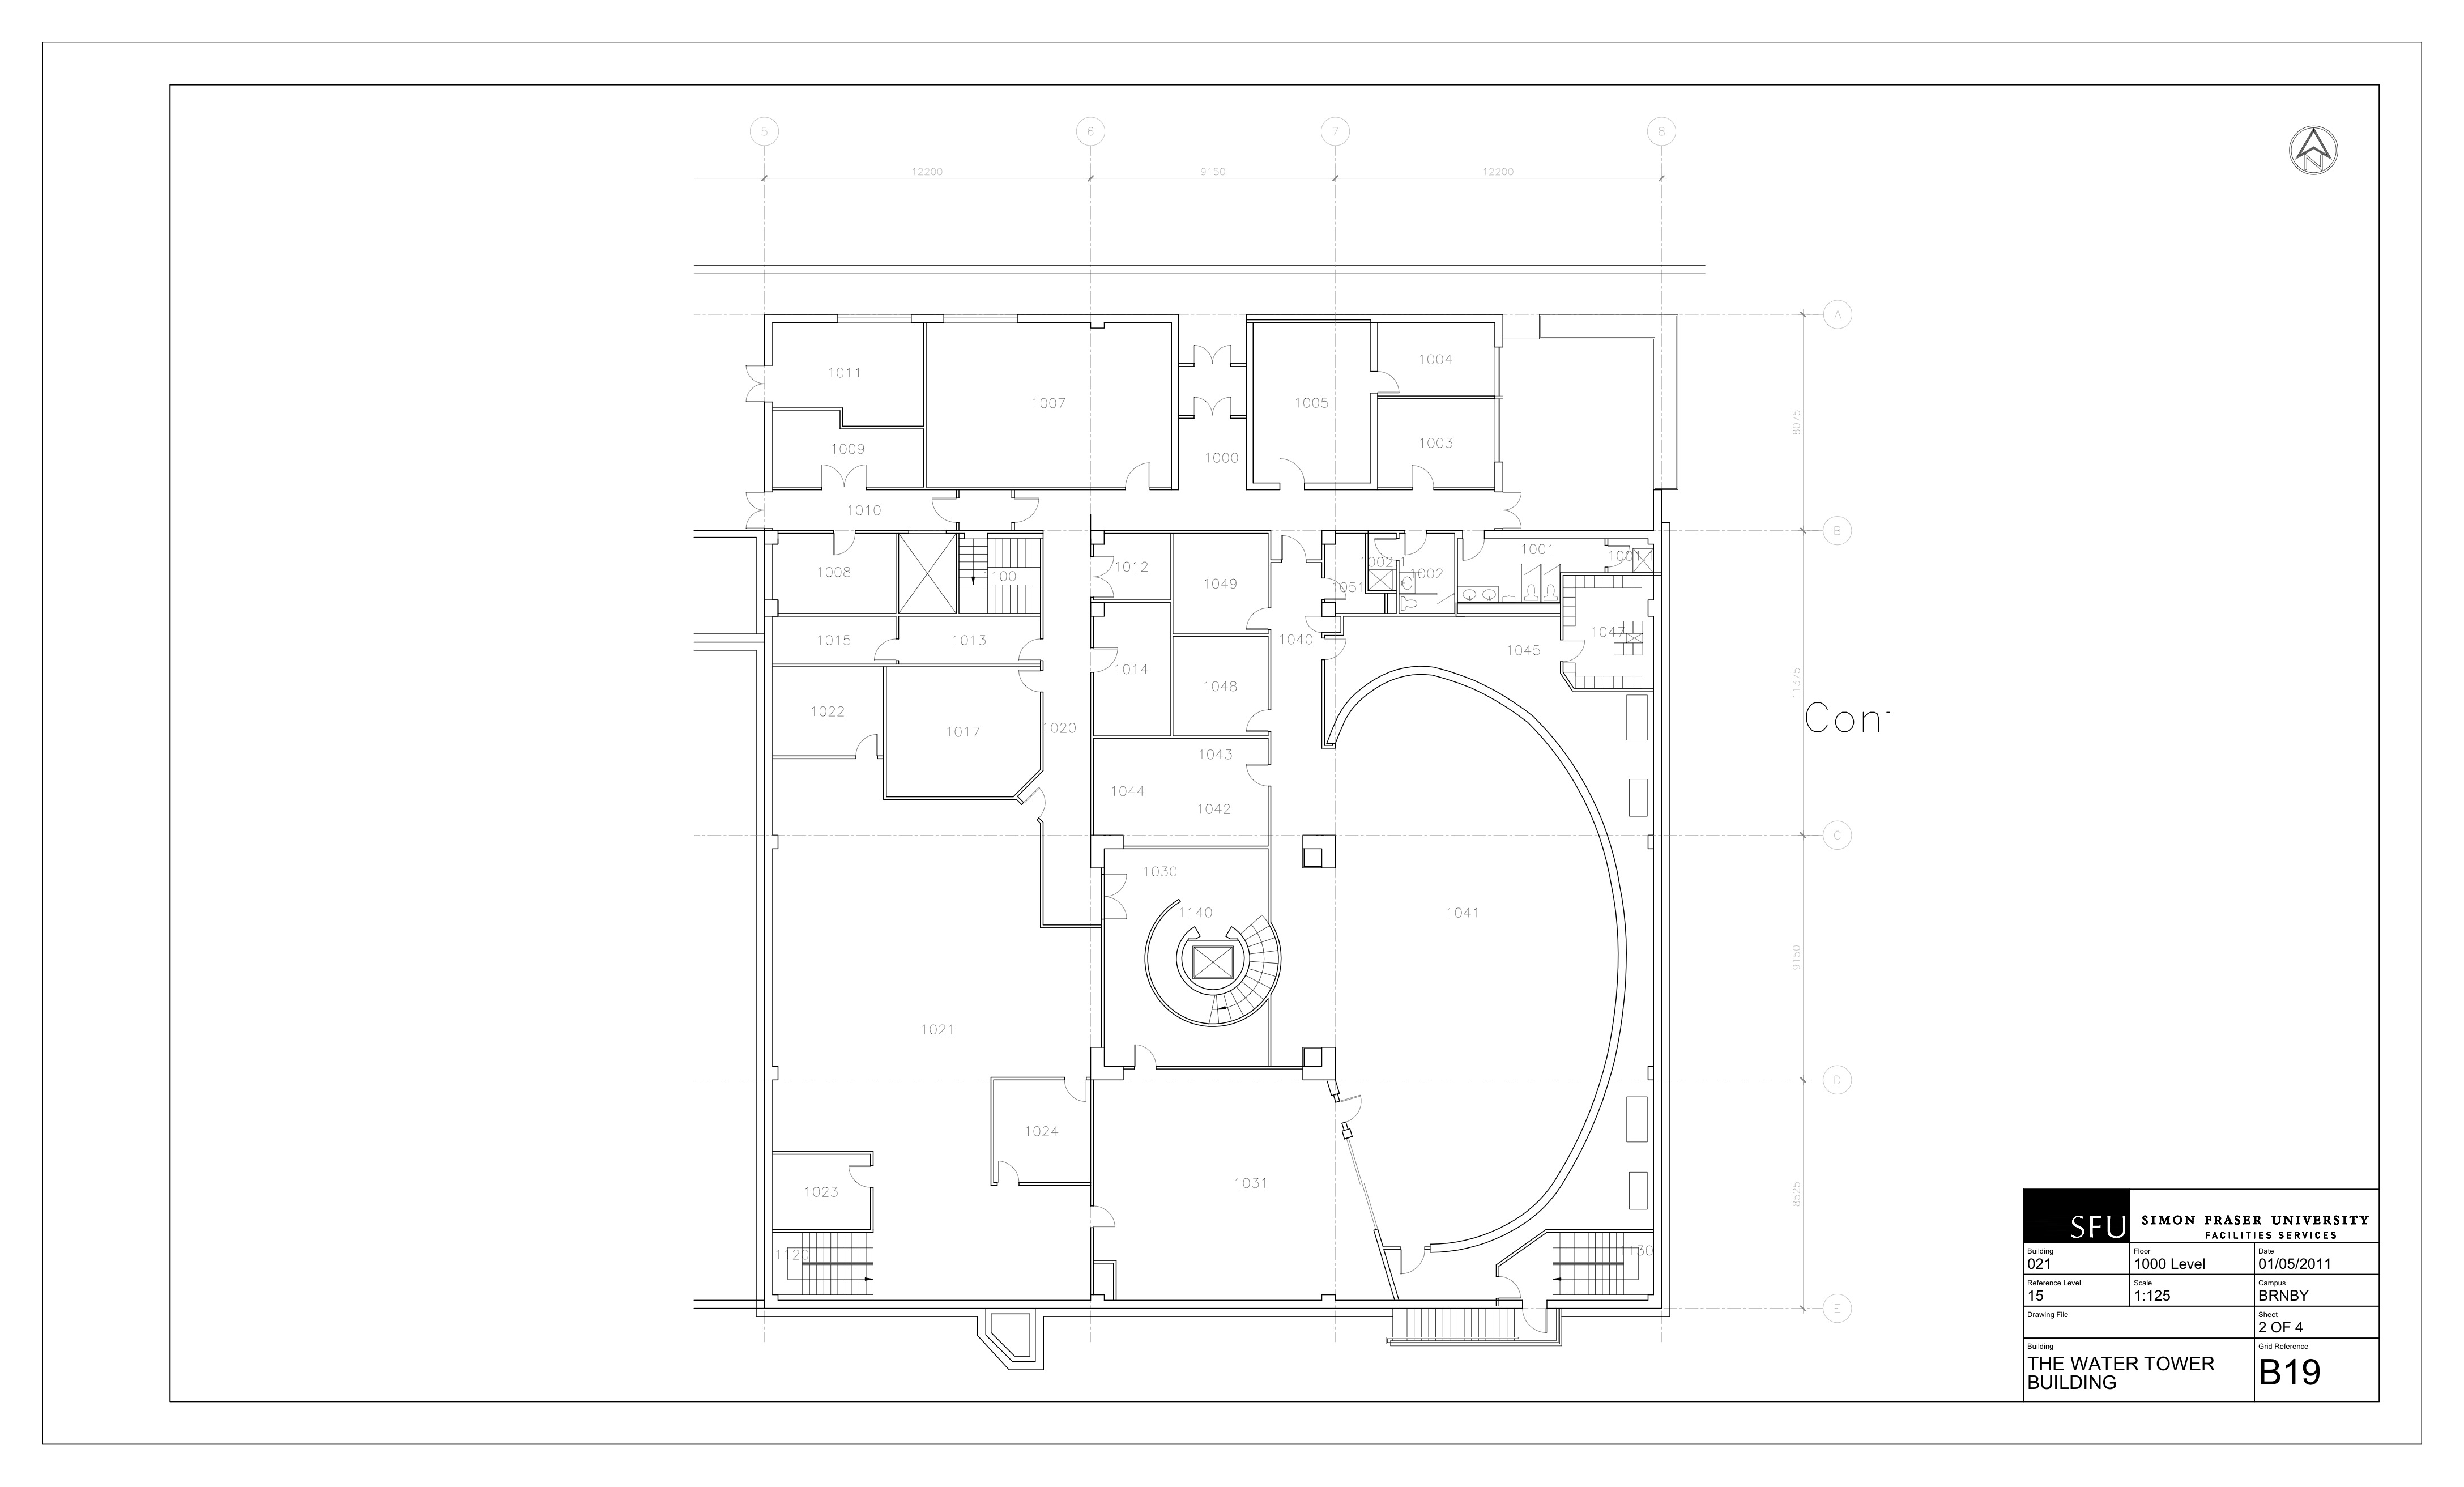 5 6 7 8
12200 9150 12200
N
A
1011 1004
1007 1005
8075
1009 1003
1000
1010
B
1001
1008 1100 1012 1049 1002 1001
1051
1015 1013 1040 1047
1045
1014
11375
1022 1048
1017 1020 Con
1043
1044 1042
C
1030
1140 1041
9150
1021
D
1024
1031
1023 8525
1120 1130
E
SFU SIMON FRASER UNIVERSITY
FACILITIES SERVICES
Building Floor Date
021 1000 Level 01/05/2011
Reference Level Scale Campus
15 1:125 BRNBY
Drawing File Sheet
2 OF 4
Building Grid Reference
THE WATER TOWER
BUILDING
B19